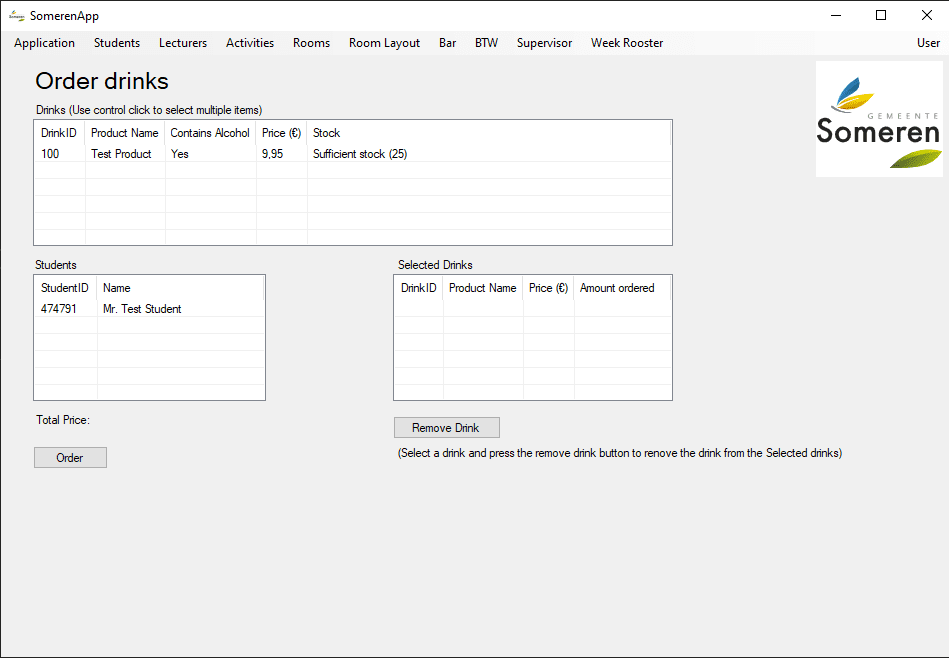 SomerenApp
Application Students Lecturers Activities Rooms Room Layout Bar BTW Supervisor Week Rooster User
Order drinks
GEMEENTE
Someren
Drinks (Use control click to select multiple items)
DrinkID Product Name Contains Alcohol Price (€) Stock
100 Test Product Yes 9,95 Sufficient stock (25)
Students
StudentID Name
474791 Mr. Test Student
Selected Drinks
DrinkID Product Name Price (€) Amount ordered
Total Price:
Order
Remove Drink
(Select a drink and press the remove drink button to renove the drink from the Selected drinks)